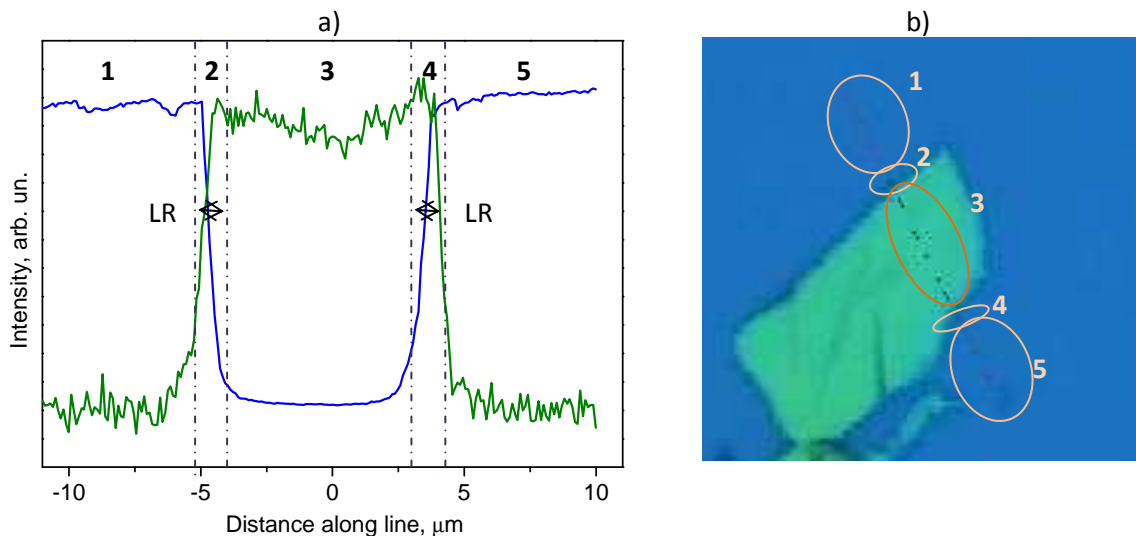 a)
1 2 3 4 5
LR LR
Intensity, arb. un.
-10 -5 0 5 10
Distance along line, μm
b)
1
2
3
4
5